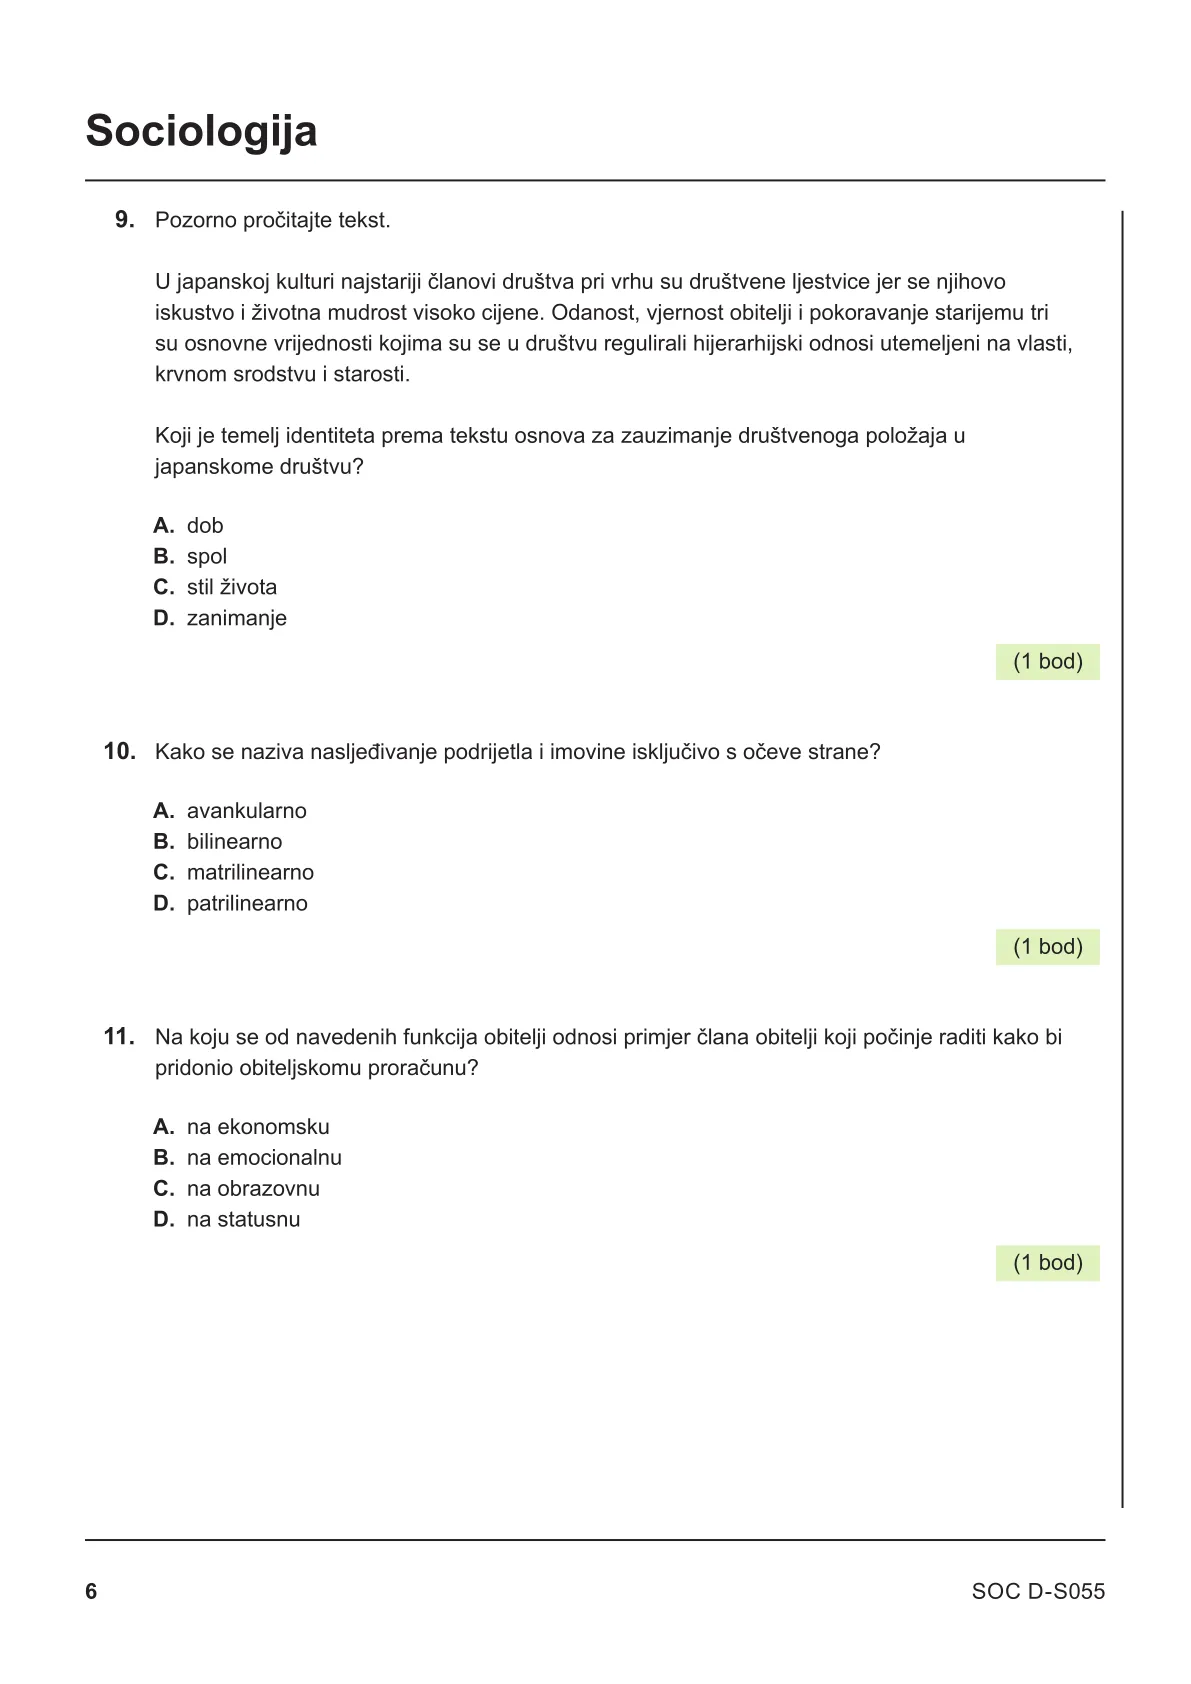 Sociologija
9. Pozorno pročitajte tekst.
U japanskoj kulturi najstariji članovi društva pri vrhu su društvene ljestvice jer se njihovo
iskustvo i životna mudrost visoko cijene. Odanost, vjernost obitelji i pokoravanje starijemu tri
su osnovne vrijednosti kojima su se u društvu regulirali hijerarhijski odnosi utemeljeni na vlasti,
krvnom srodstvu i starosti.
Koji je temelj identiteta prema tekstu osnova za zauzimanje društvenoga položaja u
japanskome društvu?
A. dob
B. spol
C. stil života
D. zanimanje
(1 bod)
10. Kako se naziva nasljeđivanje podrijetla i imovine isključivo s očeve strane?
A. avankularno
B. bilinearno
C. matrilinearno
D. patrilinearno
(1 bod)
11. Na koju se od navedenih funkcija obitelji odnosi primjer člana obitelji koji počinje raditi kako bi
pridonio obiteljskomu proračunu?
A. na ekonomsku
B. na emocionalnu
C. na obrazovnu
D. na statusnu
(1 bod)
6
SOC D-S055